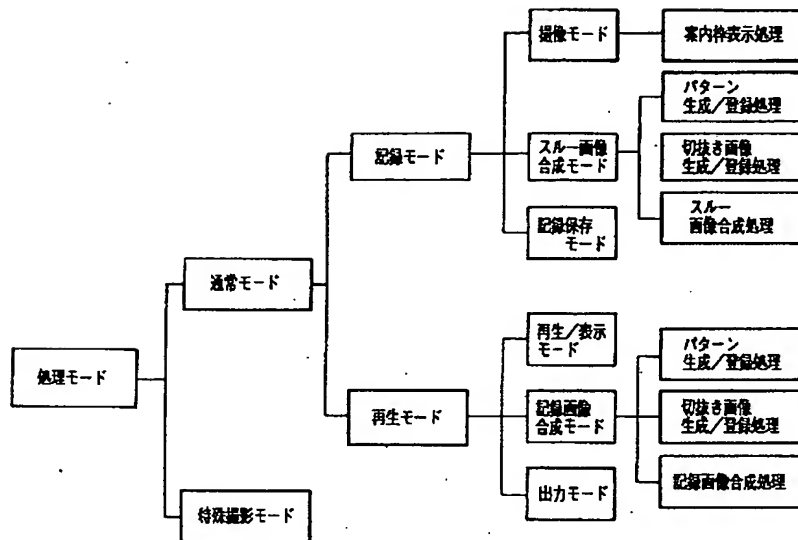 撮像モード
案内枠表示処理
パターン
生成/登録処理
記録モード
スルー画像
合成モード
切抜き画像
生成/登録処理
スルー
画像合成処理
記録保存
モード
通常モード
処理モード
再生/表示
モード
パターン
生成/登録処理
再生モード
記録画像
合成モード
切抜き画像
生成/登録処理
出力モード
記録画像合成処理
特殊撮影モード